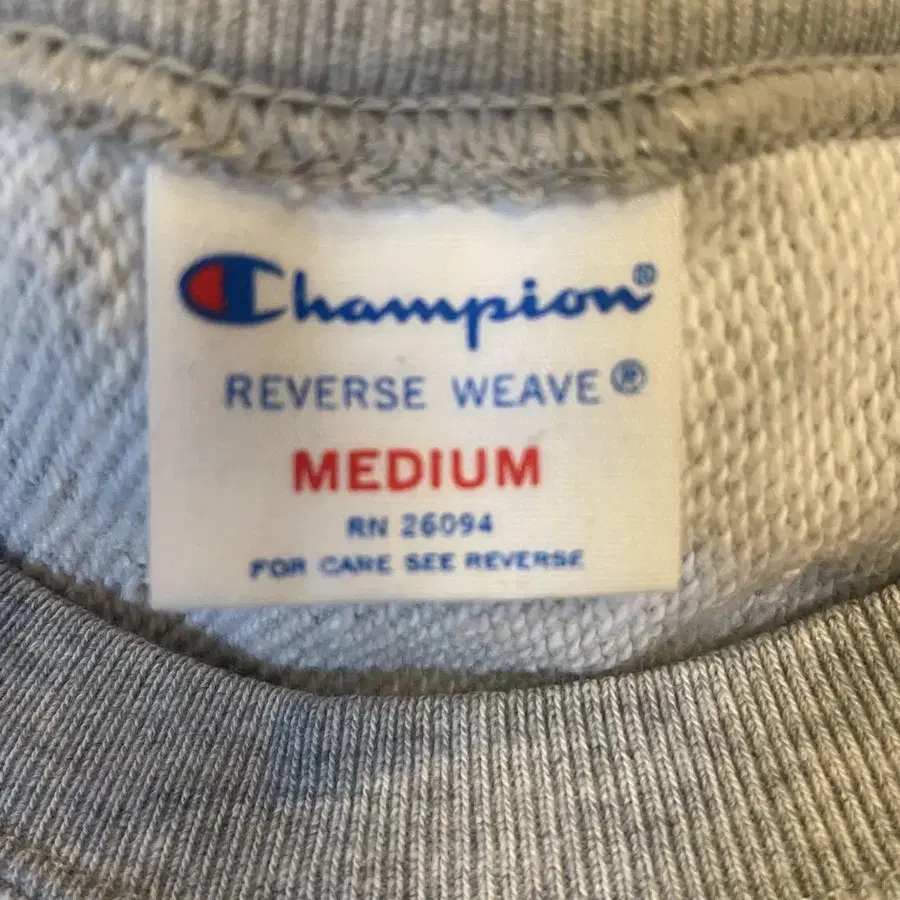 Champion®
REVERSE WEAVE®
MEDIUM
RN 26094
FOR CARE SEE REVERSE